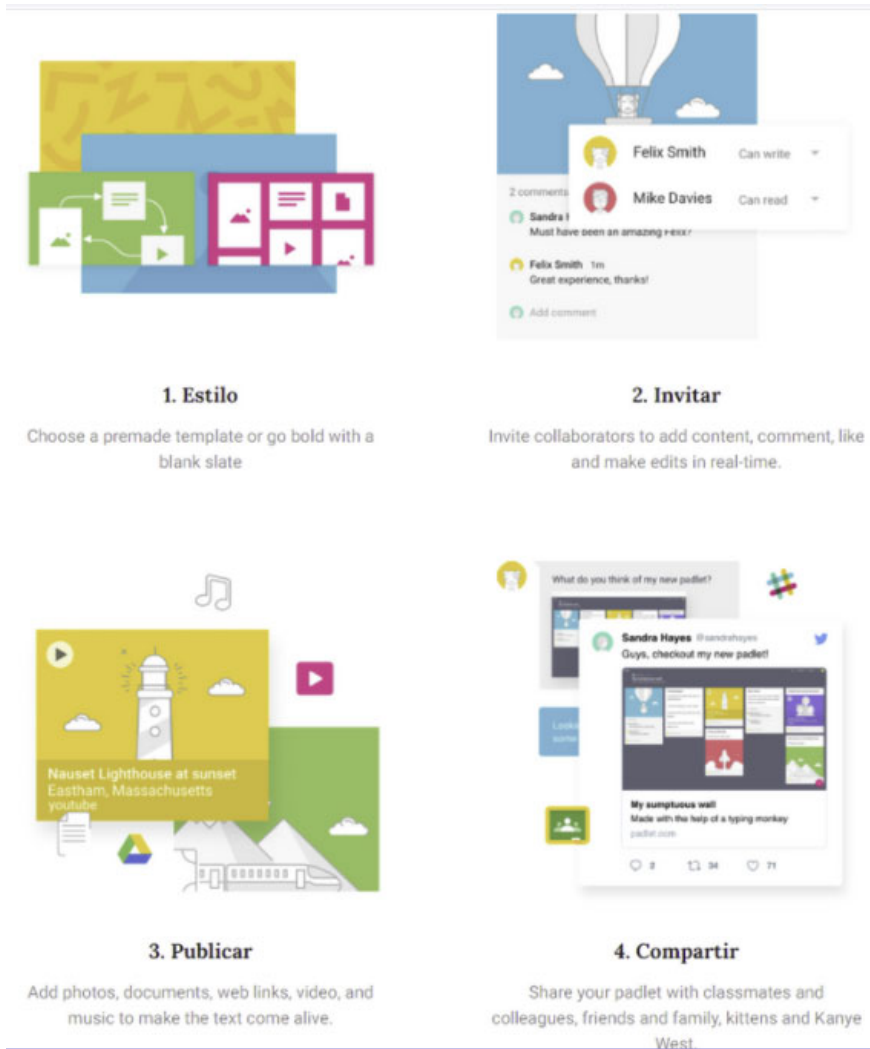 Felix Smith Can write
Mike Davies Can read
2 comments
Sandra
Must have been an amazing Felix?
Felix Smith 1m
Great experience, thanks!
Add comment
1. Estilo
Choose a premade template or go bold with a
blank slate
2. Invitar
Invite collaborators to add content, comment, like
and make edits in real-time.
Nauset Lighthouse at sunset
Eastham, Massachusetts
youtube
What do you think of my new padlet?
Sandra Hayes @sandrahayes
Guys, checkout my new padlet!
My sumptuous wall
Made with the help of a typing monkey
padlet.com
2 34 71
3. Publicar
Add photos, documents, web links, video, and
music to make the text come alive.
4. Compartir
Share your padlet with classmates and
colleagues, friends and family, kittens and Kanye
West.